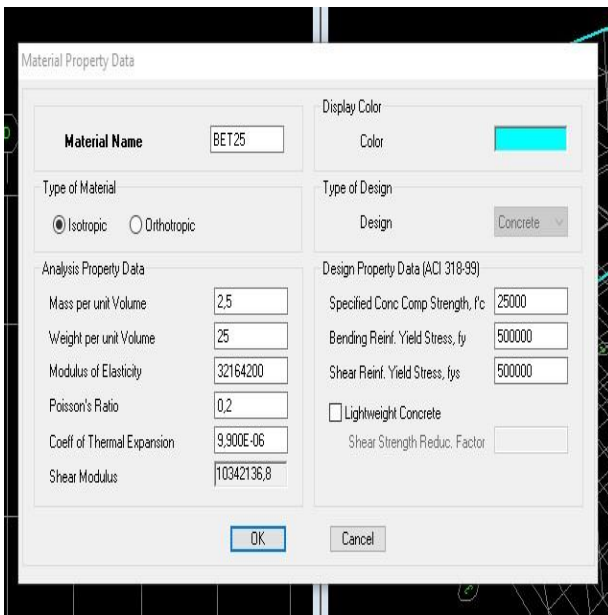 Material Property Data
Material Name BET25
Display Color
Color
Type of Material
Isotropic Orthotropic
Type of Design
Design Concrete
Analysis Property Data
Mass per unit Volume 2,5
Weight per unit Volume 25
Modulus of Elasticity 32164200
Poisson's Ratio 0,2
Coeff of Thermal Expansion 9,900E-06
Shear Modulus 10342136,8
Design Property Data (ACI 318-99)
Specified Conc Comp Strength, f'c 25000
Bending Reinf. Yield Stress, fy 500000
Shear Reinf. Yield Stress, fys 500000
Lightweight Concrete
Shear Strength Reduc. Factor
OK Cancel